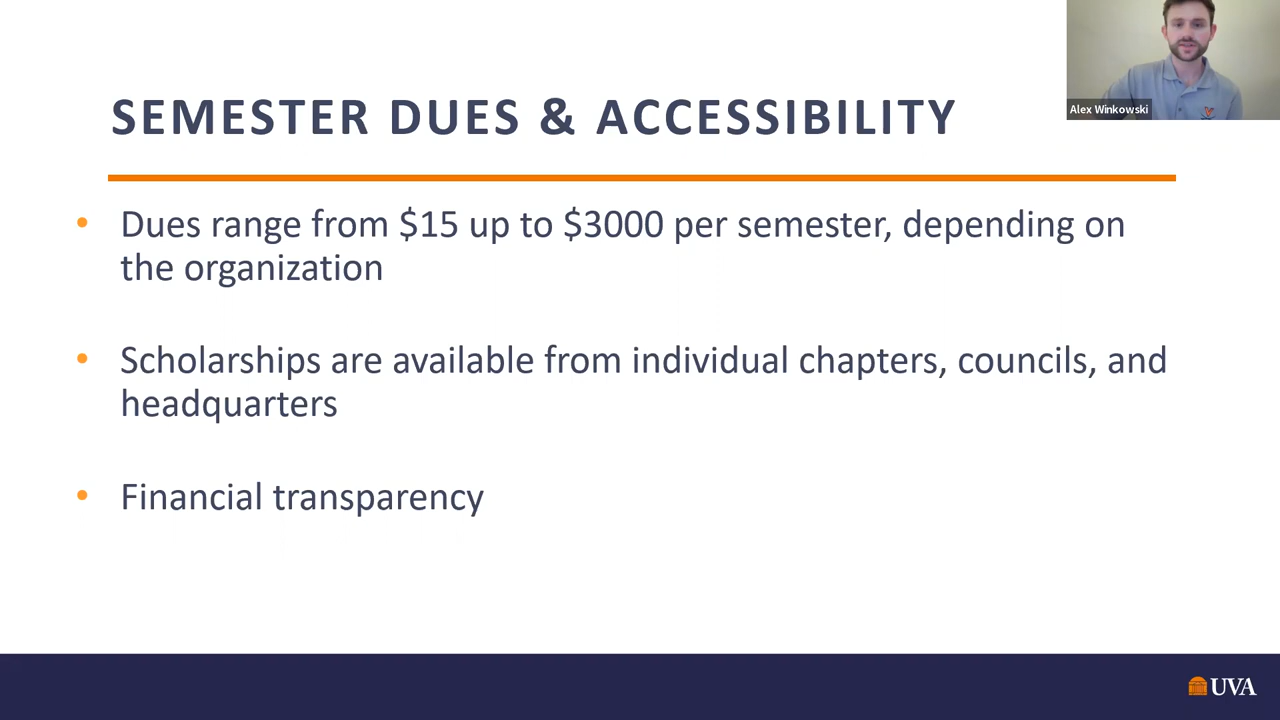 SEMESTER DUES & ACCESSIBILITY
Alex Winkowski
• Dues range from $15 up to $3000 per semester, depending on
the organization
• Scholarships are available from individual chapters, councils, and
headquarters
• Financial transparency
UVA